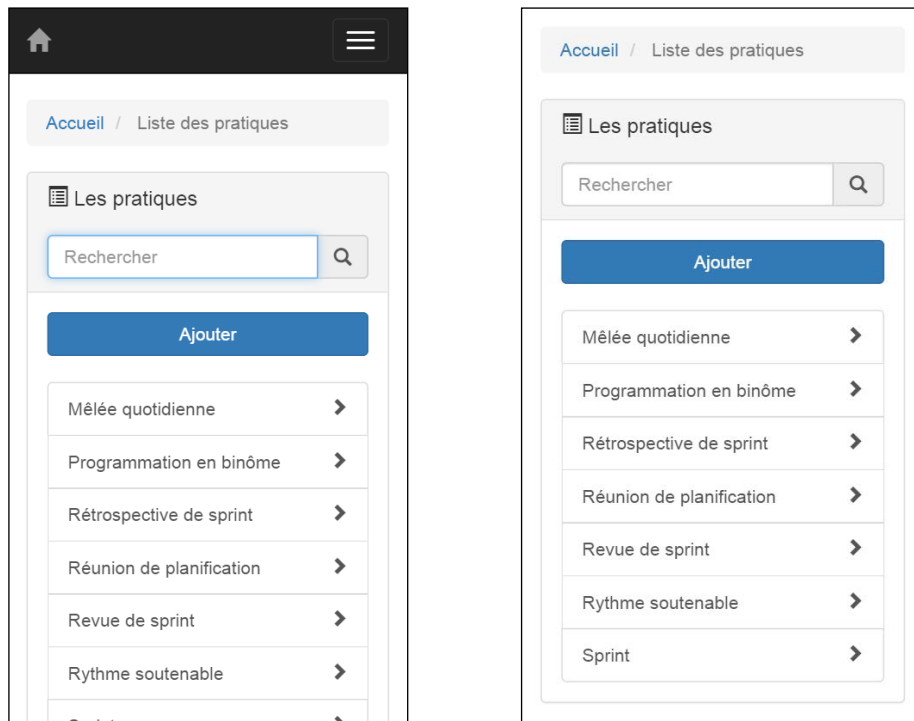 Accueil / Liste des pratiques
Les pratiques
Rechercher
Ajouter
Mêlée quotidienne
Programmation en binôme
Rétrospective de sprint
Réunion de planification
Revue de sprint
Rythme soutenable
Accueil / Liste des pratiques
Les pratiques
Rechercher
Ajouter
Mêlée quotidienne
Programmation en binôme
Rétrospective de sprint
Réunion de planification
Revue de sprint
Rythme soutenable
Sprint